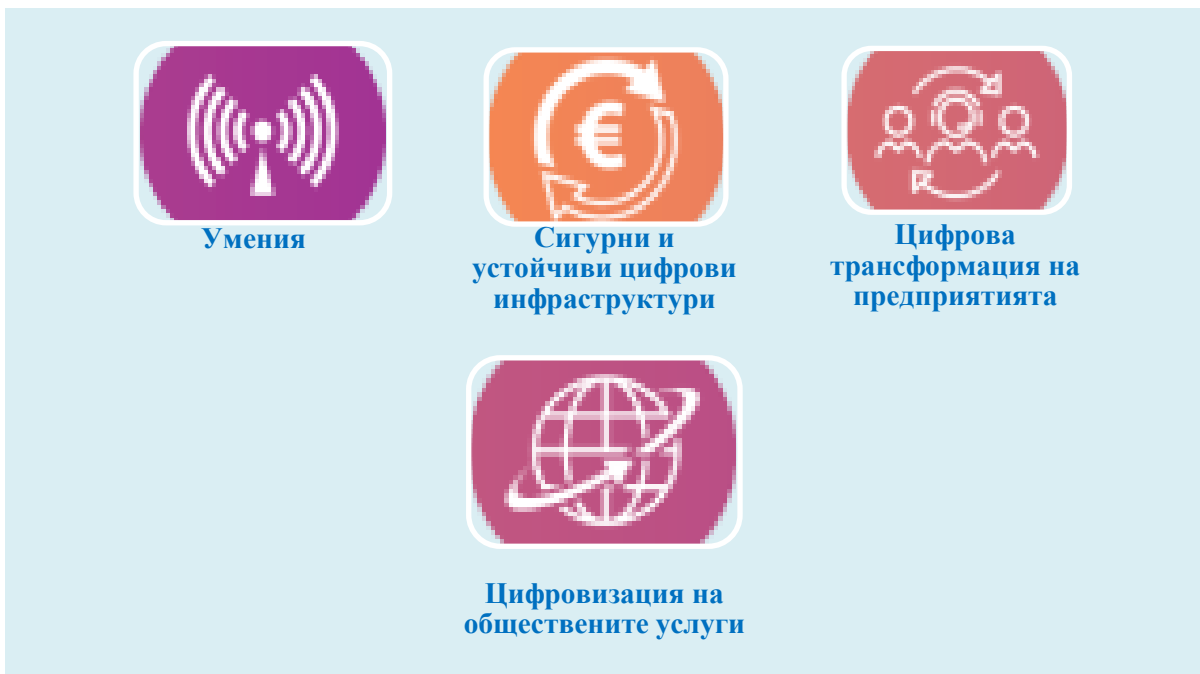 Умения
Сигурни и
устойчиви цифрови
инфраструктури
Цифрова
трансформация на
предприятията
€
Цифровизация на
обществените услуги